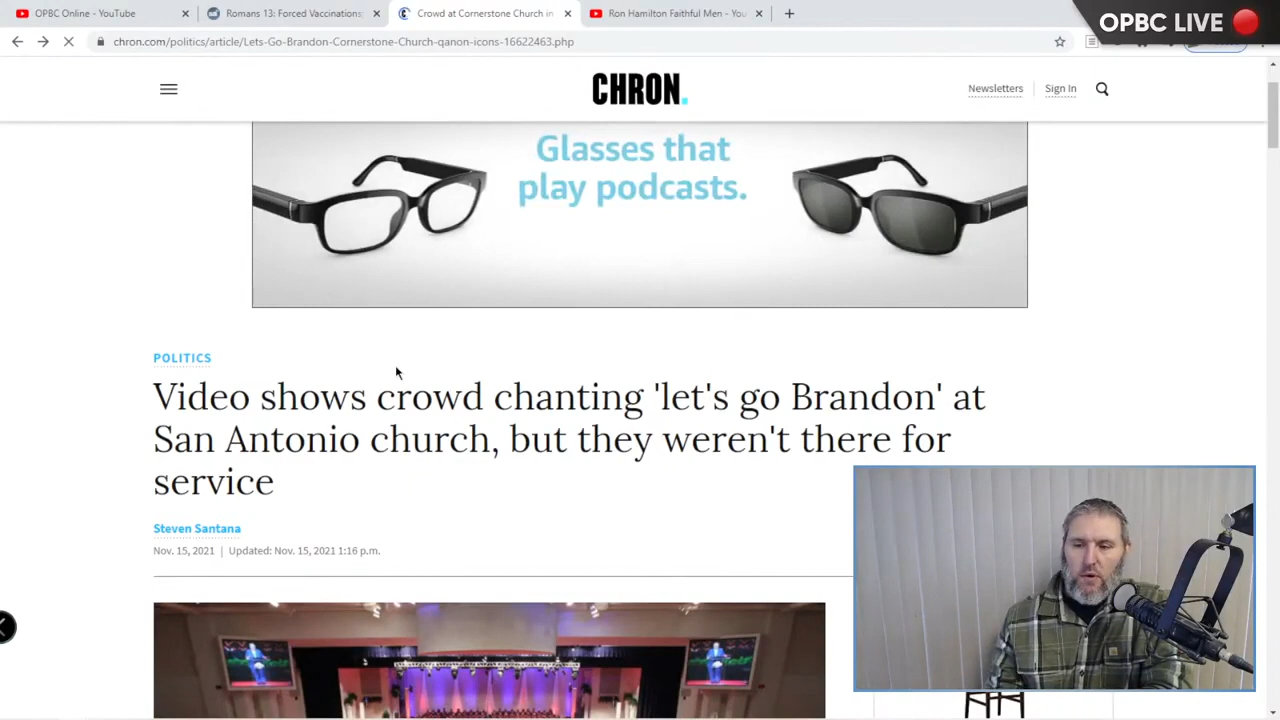 OPBC Online - YouTube
Romans 13: Forced Vaccinations
Crowd at Cornerstone Church in
Ron Hamilton Faithful Men - You
OPBC LIVE
chron.com/politics/article/Lets-Go-Brandon-Cornerstone-Church-qanon-icons-16622463.php
CHRON.
Newsletters
Sign In
Glasses that
play podcasts.
POLITICS
Video shows crowd chanting 'let's go Brandon' at
San Antonio church, but they weren't there for
service
Steven Santana
Nov. 15, 2021 | Updated: Nov. 15, 2021 1:16 p.m.